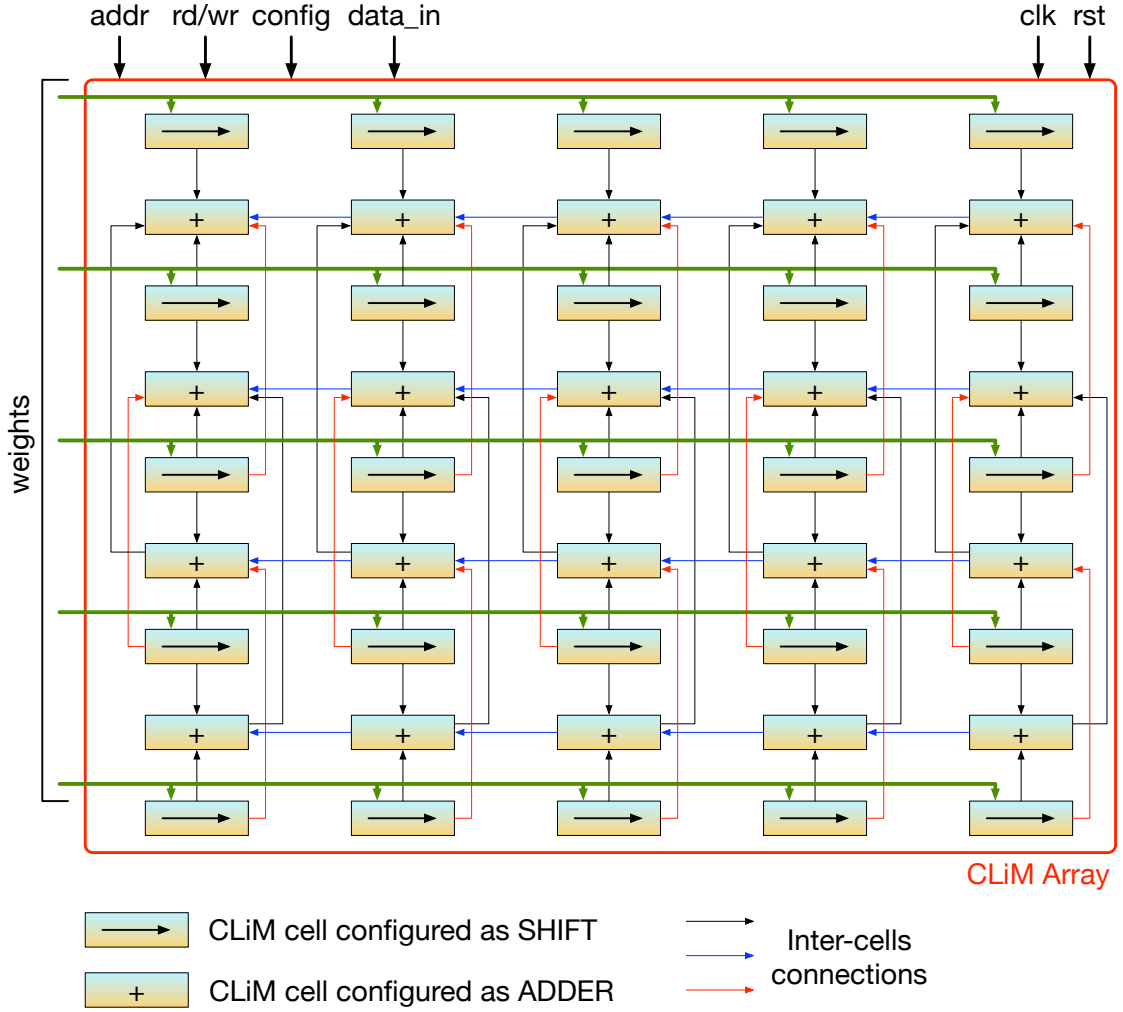 addr rd/wr config data_in clk rst
weights
+ + + + +
+ + + + +
+ + + + +
+ + + + +
CLiM Array
CLiM cell configured as SHIFT
+ CLiM cell configured as ADDER
Inter-cells
connections